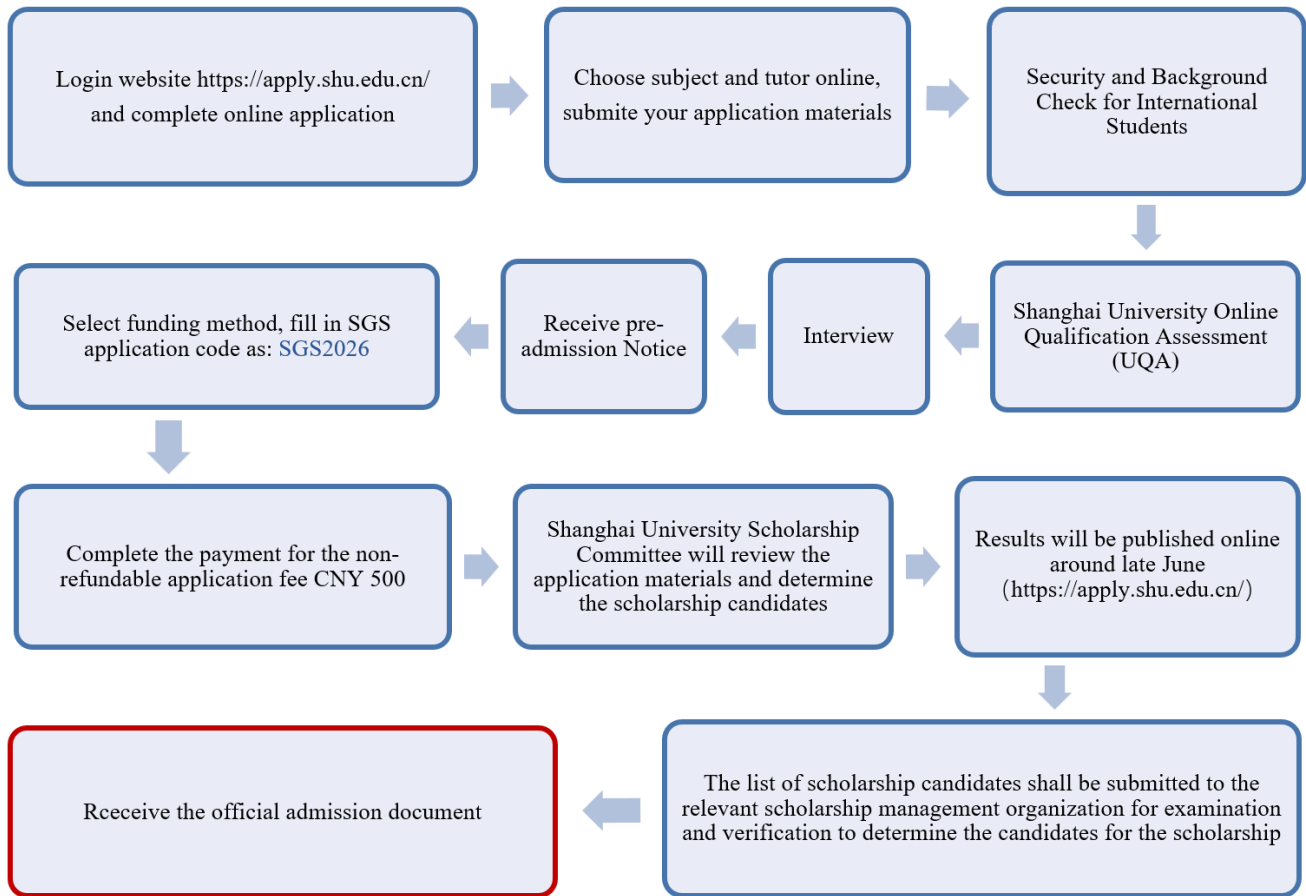 Login website https://apply.shu.edu.cn/
and complete online application
Choose subject and tutor online,
submite your application materials
Security and Background
Check for International
Students
Shanghai University Online
Qualification Assessment
(UQA)
Interview
Receive pre-
admission Notice
Select funding method, fill in SGS
application code as: SGS2026
Complete the payment for the non-
refundable application fee CNY 500
Shanghai University Scholarship
Committee will review the
application materials and determine
the scholarship candidates
Results will be published online
around late June
(https://apply.shu.edu.cn/)
The list of scholarship candidates shall be submitted to the
relevant scholarship management organization for examination
and verification to determine the candidates for the scholarship
Rceceive the official admission document